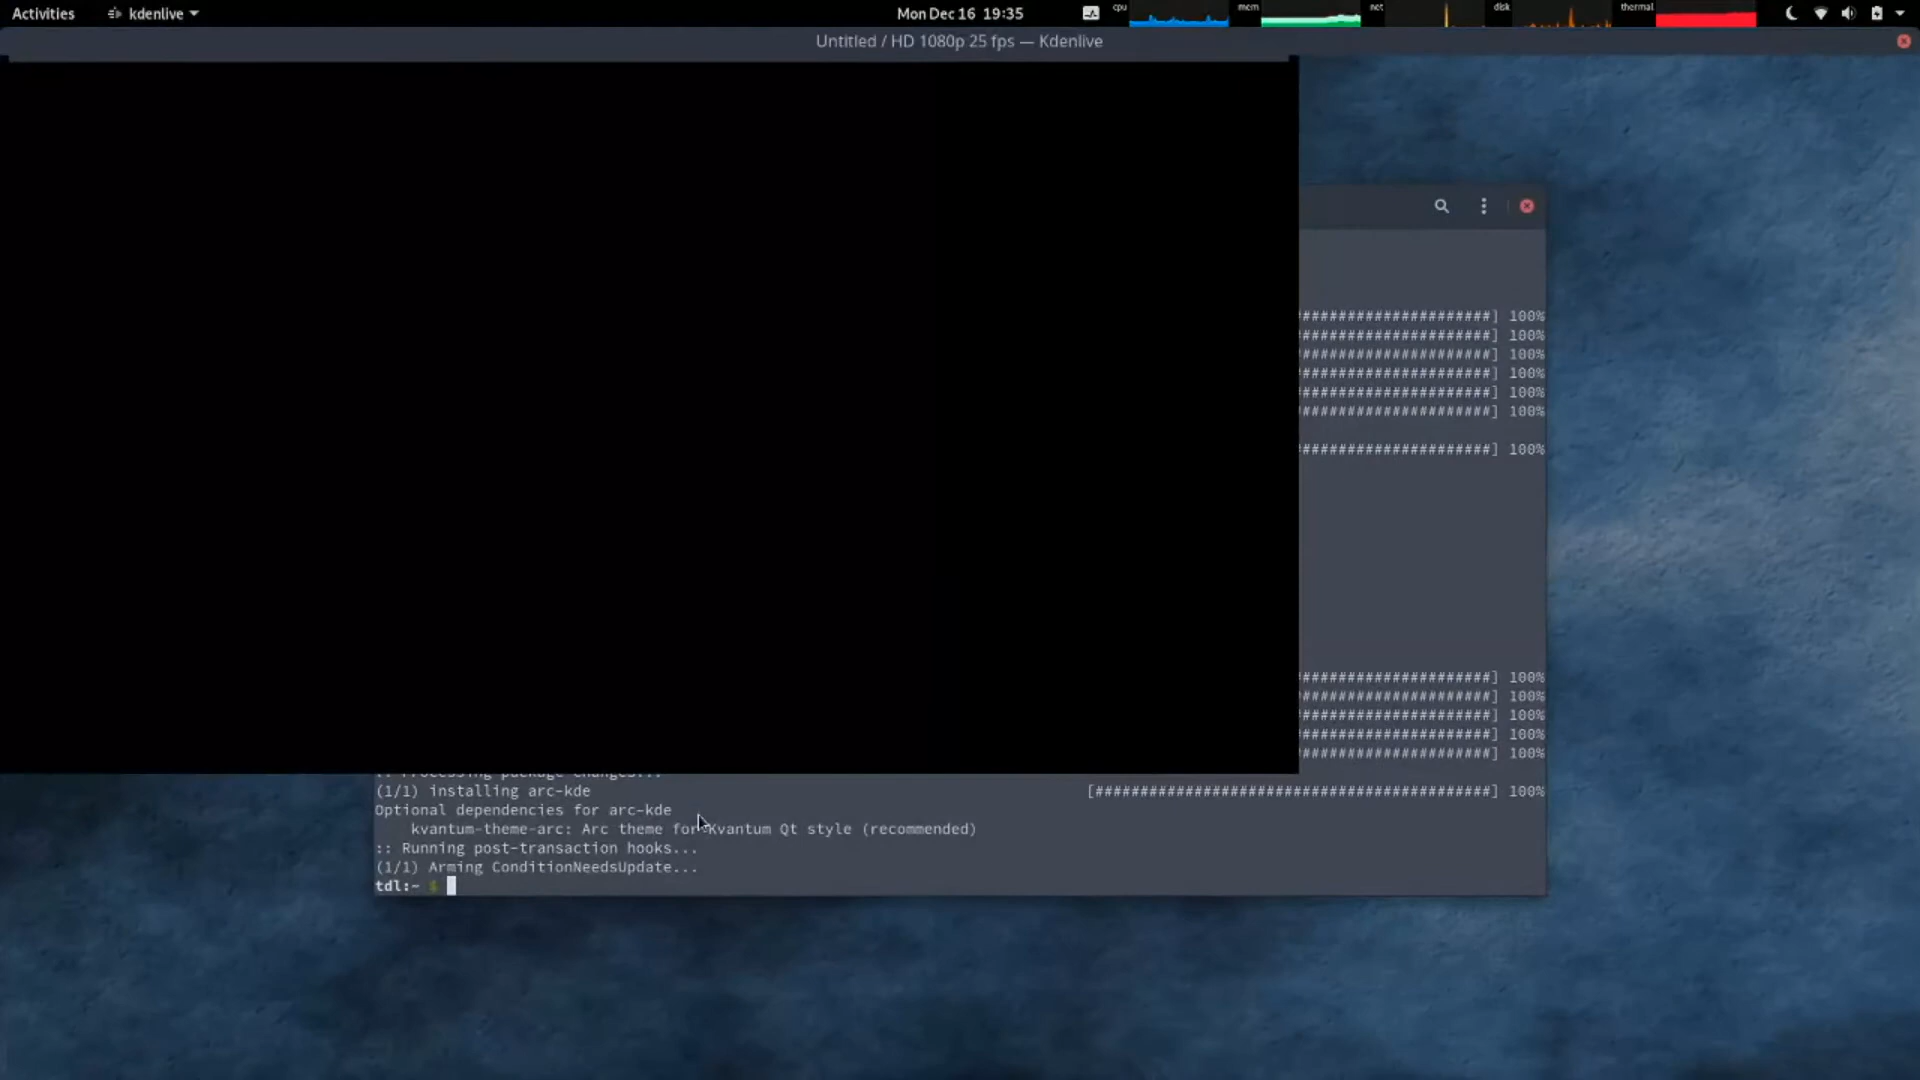 Activities kdenlive Mon Dec 16 19:35 cpu mem net disk thermal
Untitled / HD 1080p 25 fps — Kdenlive
#####################] 100%
#####################] 100%
#####################] 100%
#####################] 100%
#####################] 100%
#####################] 100%
#####################] 100%
#####################] 100%
#####################] 100%
#####################] 100%
#####################] 100%
#####################] 100%
:: Processing package changes...
(1/1) installing arc-kde [############################################] 100%
Optional dependencies for arc-kde
kvantum-theme-arc: Arc theme for Kvantum Qt style (recommended)
:: Running post-transaction hooks...
(1/1) Arming ConditionNeedsUpdate...
tdl:~ $